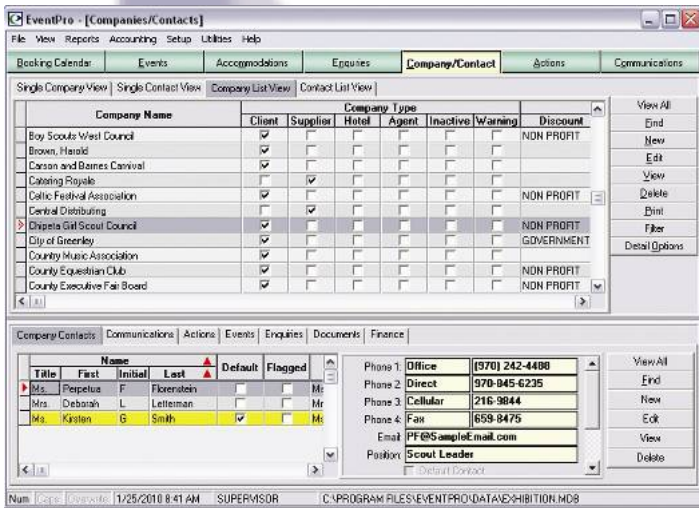 EventPro - [Companies/Contacts]
File View Reports Accounting Setup Utilities Help
Booking Calendar Events Accommodations Enquiries Company/Contact Actions Communications
Single Company View Single Contact View Company List View Contact List View
Company Name Company Type
Client Supplier Hotel Agent Inactive Warning Discount
Boy Scouts West Council NON PROFIT
Brown, Harold
Carson and Barnes Carnival
Catering Royale
Celtic Festival Association NON PROFIT
Central Distributing
Chipeta Girl Scout Council NON PROFIT
City of Greenley GOVERNMENT
Country Music Association
County Equestrian Club NON PROFIT
County Executive Fair Board NON PROFIT
View All
Find
New
Edit
View
Delete
Print
Filter
Detail Options
Company Contacts Communications Actions Events Enquiries Documents Finance
Name
Title First Initial Last Default Flagged
Ms. Perpetua F Florenstein Ms
Mrs. Deborah L Letterman Mr
Ms. Kirsten G Smith Ms
Phone 1: Office (970) 242-4488
Phone 2: Direct 970-845-6235
Phone 3: Cellular 216-9844
Phone 4: Fax 659-8475
Email: PF@SampleEmail.com
Position: Scout Leader
Default Contact
View All
Find
New
Edit
View
Delete
Num Caps Overwrite 1/25/2010 8:41 AM SUPERVISOR C:\PROGRAM FILES\EVENTPRO\DATA\EXHIBITION.MDB